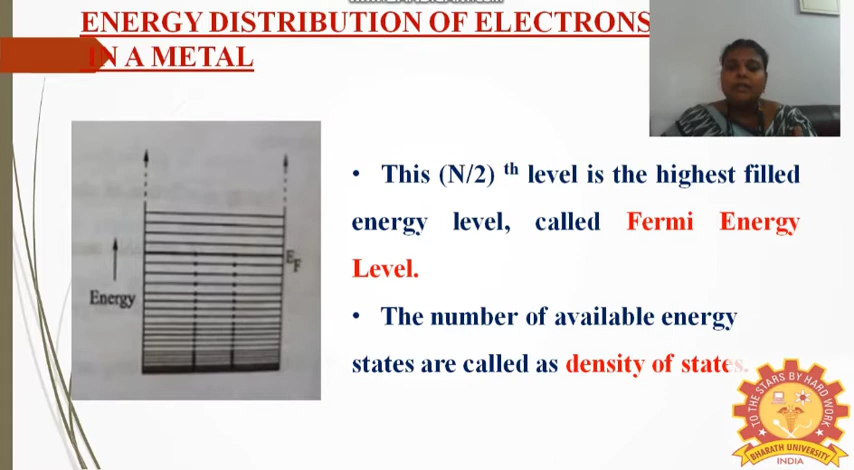 ENERGY DISTRIBUTION OF ELECTRONS
IN A METAL
• This (N/2) th level is the highest filled
energy level, called Fermi Energy
Level.
• The number of available energy
states are called as density of states.
E_F
Energy
TO THE STARS BY HARD WORK
BHARATH UNIVERSITY
INDIA